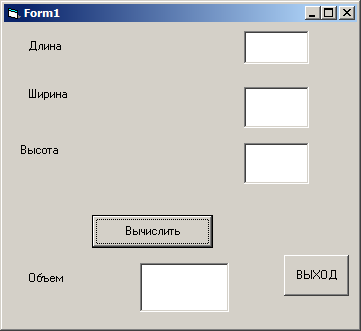 Form1
Длина
Ширина
Высота
Вычислить
Объем
ВЫХОД